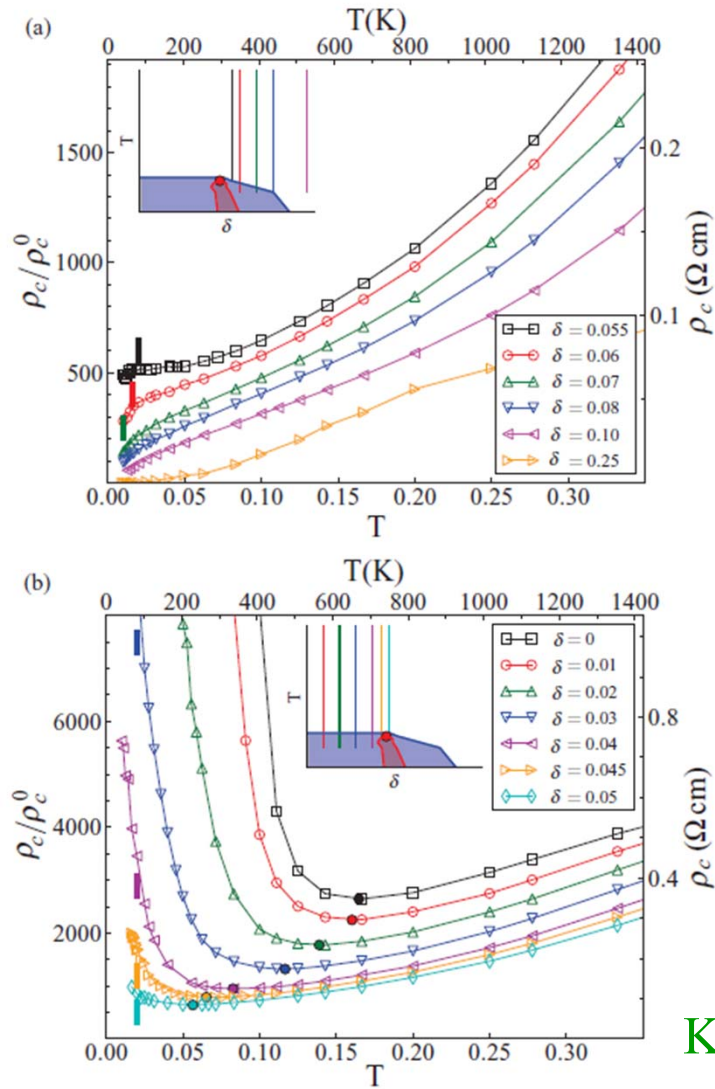 (a)
T(K)
0 200 400 600 800 1000 1200 1400
1500
1000
500
0
ρc/ρc⁰
0.2
0.1
ρc (Ω cm)
T
δ
δ = 0.055
δ = 0.06
δ = 0.07
δ = 0.08
δ = 0.10
δ = 0.25
0.00 0.05 0.10 0.15 0.20 0.25 0.30
T
(b)
T(K)
0 200 400 600 800 1000 1200 1400
6000
4000
2000
0
ρc/ρc⁰
0.8
0.4
ρc (Ω cm)
T
δ
δ = 0
δ = 0.01
δ = 0.02
δ = 0.03
δ = 0.04
δ = 0.045
δ = 0.05
0.00 0.05 0.10 0.15 0.20 0.25 0.30
T
K